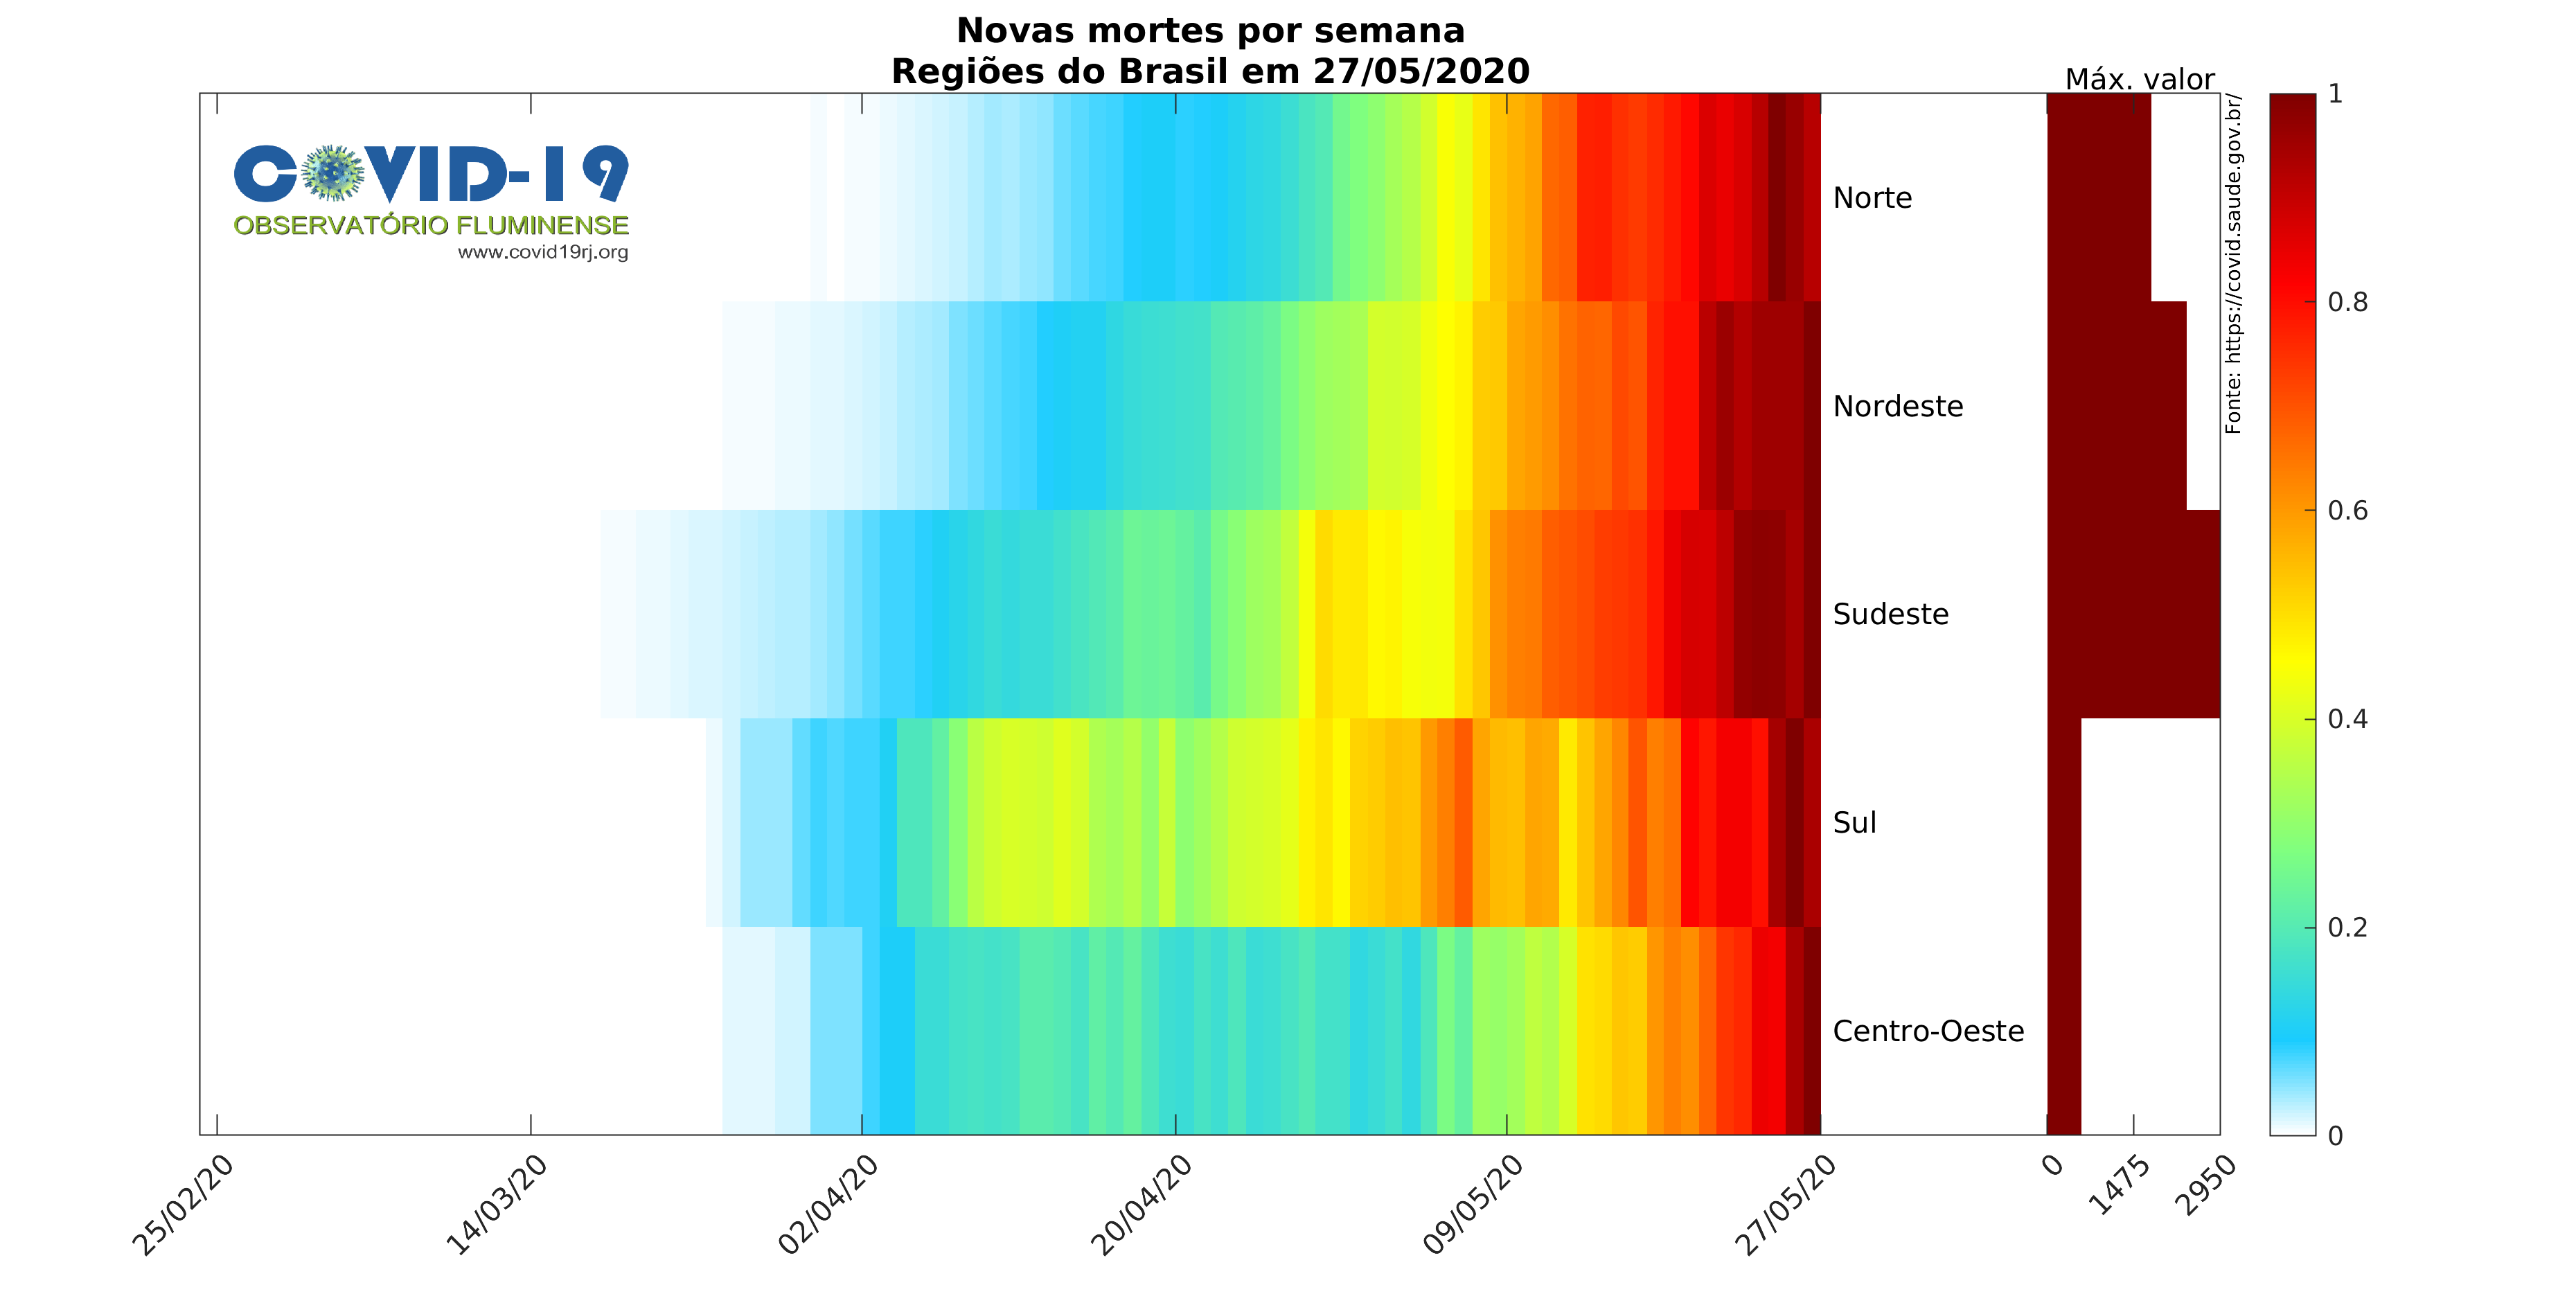 Novas mortes por semana
Regiões do Brasil em 27/05/2020
Máx. valor
COVID-19
OBSERVATÓRIO FLUMINENSE
www.covid19rj.org
Norte
Nordeste
Sudeste
Sul
Centro-Oeste
Fonte: https://covid.saude.gov.br/
1
0.8
0.6
0.4
0.2
0
25/02/20
14/03/20
02/04/20
20/04/20
09/05/20
27/05/20
0
1475
2950